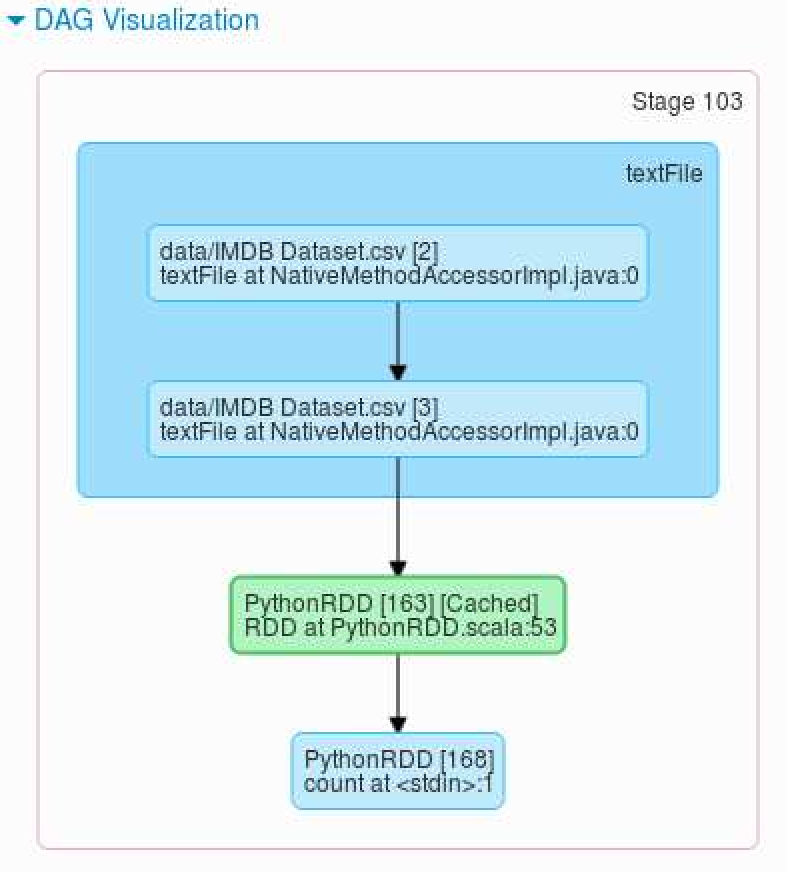 DAG Visualization
Stage 103
textFile
data/IMDB Dataset.csv [2]
textFile at NativeMethodAccessorImpl.java:0
data/IMDB Dataset.csv [3]
textFile at NativeMethodAccessorImpl.java:0
PythonRDD [163] [Cached]
RDD at PythonRDD.scala:53
PythonRDD [168]
count at <stdin>:1